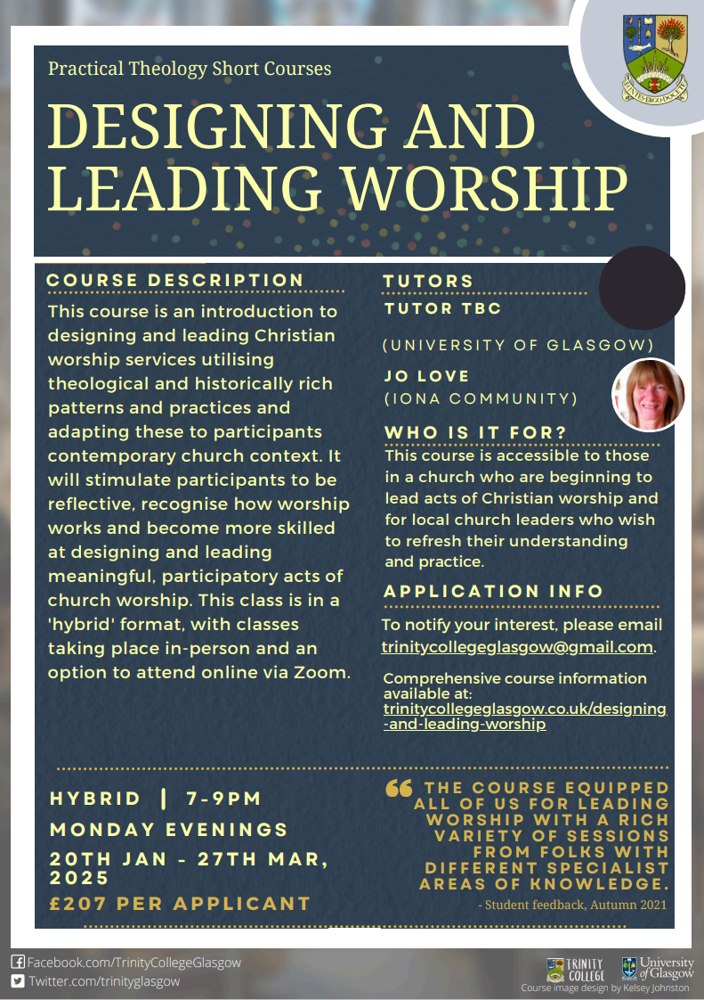 Practical Theology Short Courses
DESIGNING AND
LEADING WORSHIP
COURSE DESCRIPTION
This course is an introduction to
designing and leading Christian
worship services utilising
theological and historically rich
patterns and practices and
adapting these to participants
contemporary church context. It
will stimulate participants to be
reflective, recognise how worship
works and become more skilled
at designing and leading
meaningful, participatory acts of
church worship. This class is in a
'hybrid' format, with classes
taking place in-person and an
option to attend online via Zoom.
TUTORS
TUTOR TBC
(UNIVERSITY OF GLASGOW)
JO LOVE
(IONA COMMUNITY)
WHO IS IT FOR?
This course is accessible to those
in a church who are beginning to
lead acts of Christian worship and
for local church leaders who wish
to refresh their understanding
and practice.
APPLICATION INFO
To notify your interest, please email
trinitycollegeglasgow@gmail.com.
Comprehensive course information
available at:
trinitycollegeglasgow.co.uk/designing
-and-leading-worship
HYBRID | 7-9PM
MONDAY EVENINGS
20TH JAN - 27TH MAR,
2025
£207 PER APPLICANT
“ THE COURSE EQUIPPED
ALL OF US FOR LEADING
WORSHIP WITH A RICH
VARIETY OF SESSIONS
FROM FOLKS WITH
DIFFERENT SPECIALIST
AREAS OF KNOWLEDGE.
- Student feedback, Autumn 2021
Facebook.com/TrinityCollegeGlasgow
Twitter.com/trinityglasgow
TRINITY
COLLEGE
University
of Glasgow
Course image design by Kelsey Johnston